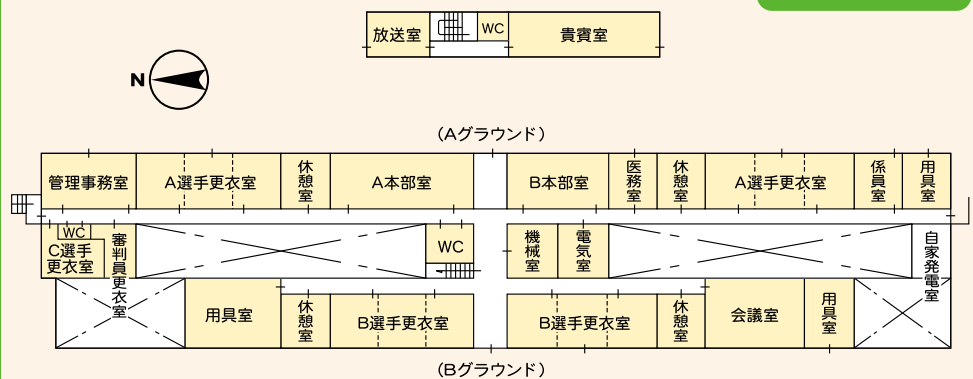 放送室
WC
貴賓室
N
(Aグラウンド)
管理事務室
A選手更衣室
休憩室
A本部室
B本部室
医務室
休憩室
A選手更衣室
係員室
用具室
WC
C選手
更衣室
審判員更衣室
WC
機械室
電気室
自家発電室
用具室
休憩室
B選手更衣室
B選手更衣室
休憩室
会議室
用具室
(Bグラウンド)